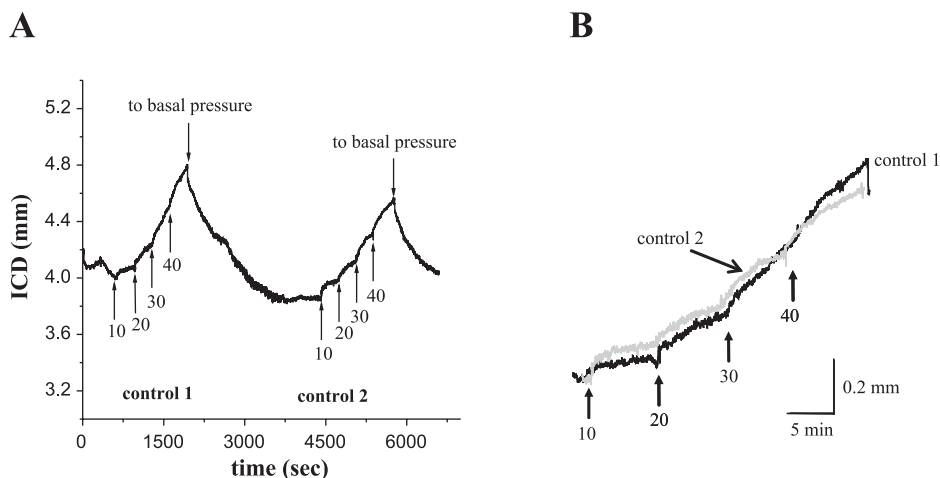 A
B
to basal pressure
to basal pressure
ICD (mm)
5.2
4.8
4.4
4.0
3.6
3.2
10
20
30
40
10
20
30
40
control 1
control 2
0
1500
3000
4500
6000
time (sec)
control 1
control 2
10
20
30
40
0.2 mm
5 min